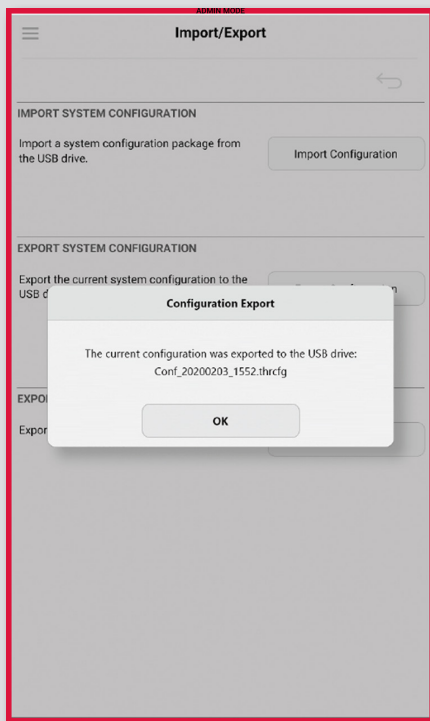 ADMIN MODE
Import/Export
IMPORT SYSTEM CONFIGURATION
Import a system configuration package from
the USB drive.
Import Configuration
EXPORT SYSTEM CONFIGURATION
Export the current system configuration to the
USB
Configuration Export
The current configuration was exported to the USB drive:
Conf_20200203_1552.thrcfg
OK